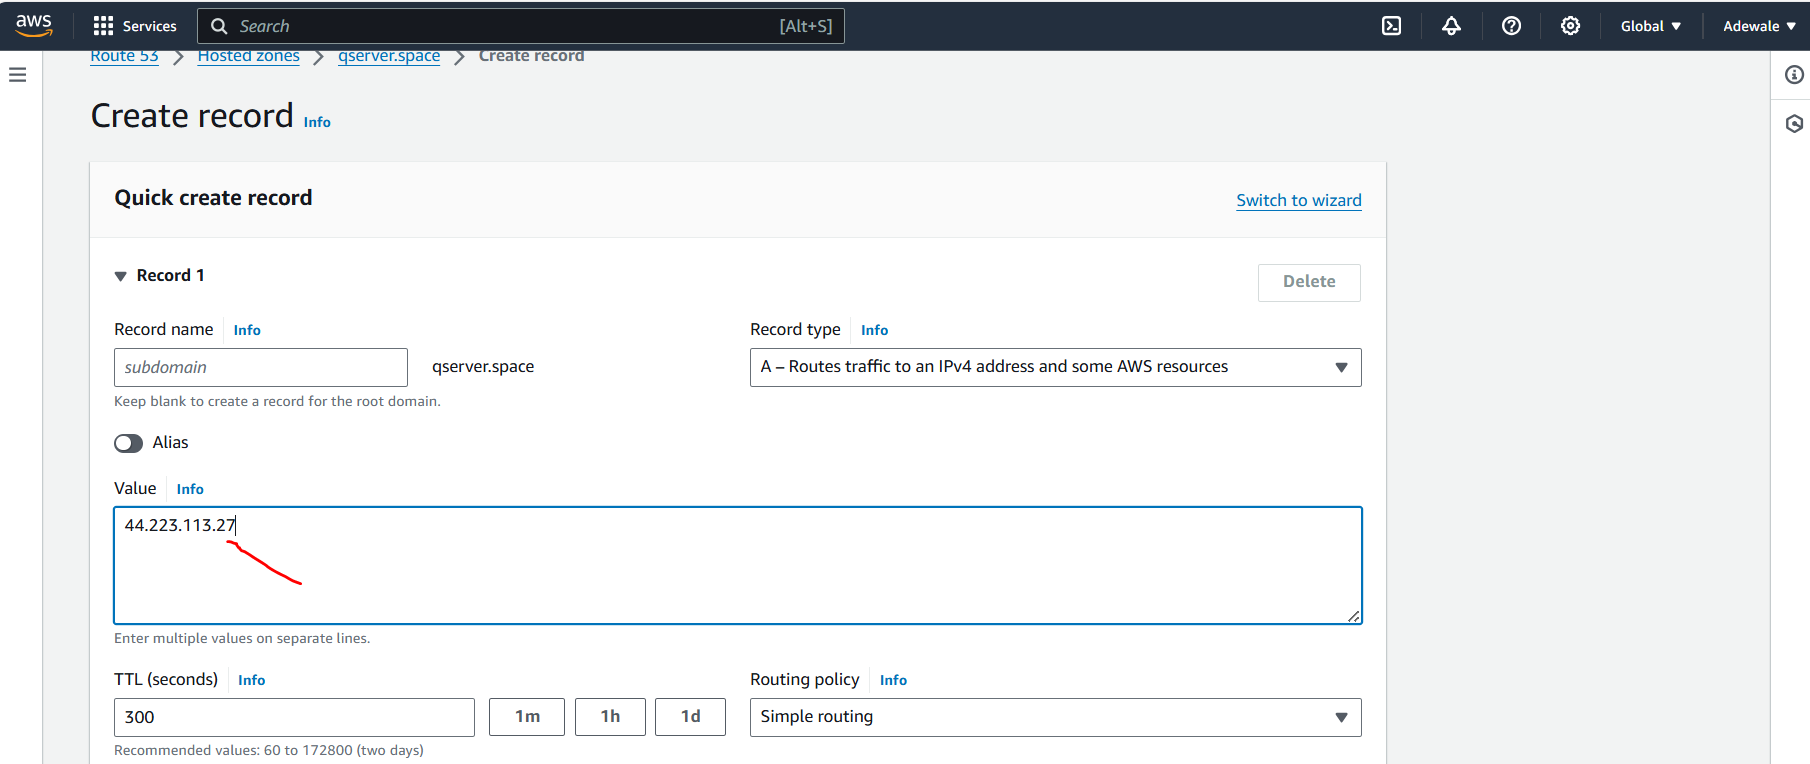 aws Services Search [Alt+S] Global Adewale
Route 53 Hosted zones qserver.space Create record
Create record Info
Quick create record Switch to wizard
Record 1 Delete
Record name Info Record type Info
subdomain qserver.space A – Routes traffic to an IPv4 address and some AWS resources
Keep blank to create a record for the root domain.
Alias
Value Info
44.223.113.27
Enter multiple values on separate lines.
TTL (seconds) Info Routing policy Info
300 1m 1h 1d Simple routing
Recommended values: 60 to 172800 (two days)